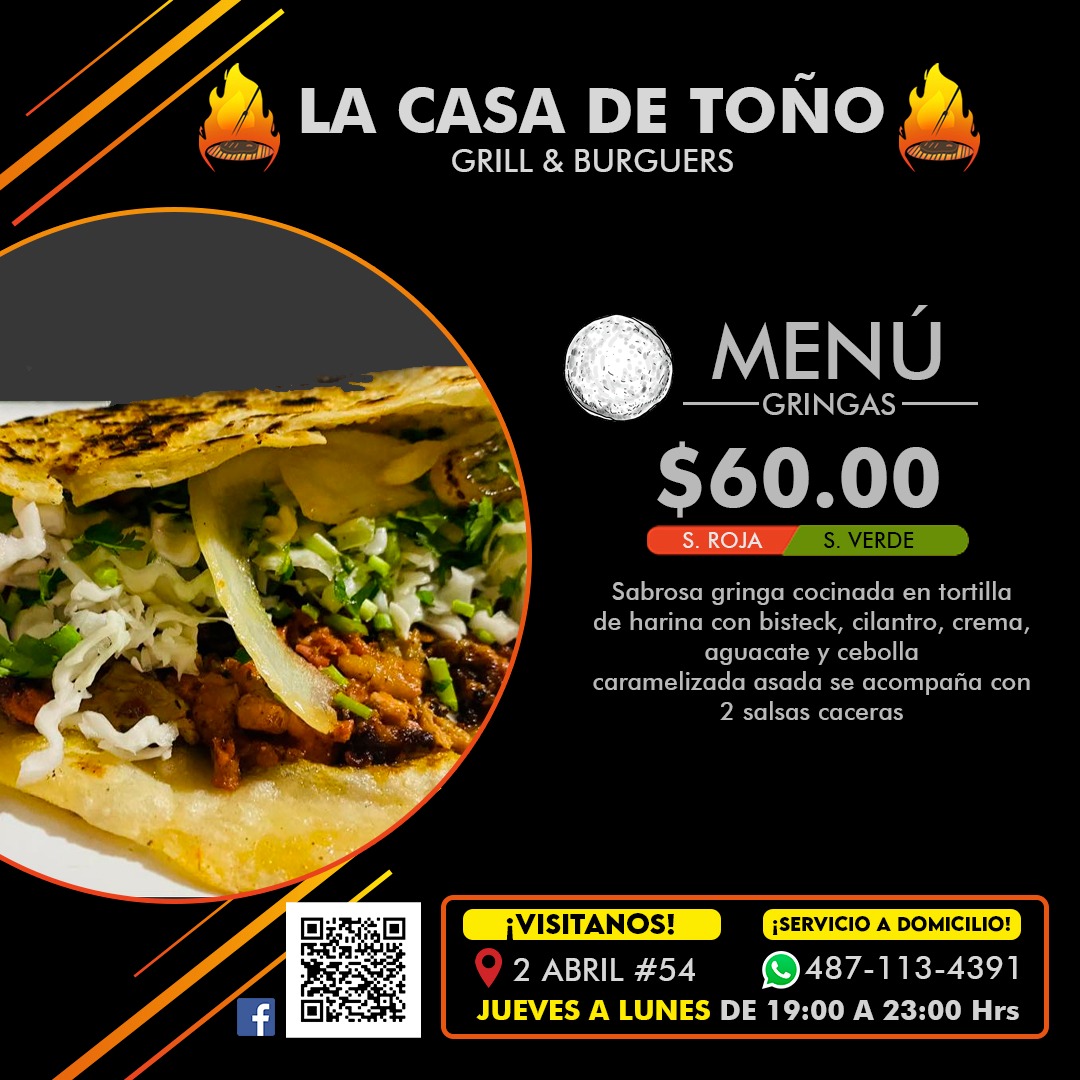 LA CASA DE TOÑO
GRILL & BURGUERS
MENÚ
GRINGAS
$60.00
S. ROJA S. VERDE
Sabrosa gringa cocinada en tortilla
de harina con bisteck, cilantro, crema,
aguacate y cebolla
caramelizada asada se acompaña con
2 salsas caceras
¡VISITANOS!
2 ABRIL #54
¡SERVICIO A DOMICILIO!
487-113-4391
JUEVES A LUNES DE 19:00 A 23:00 Hrs